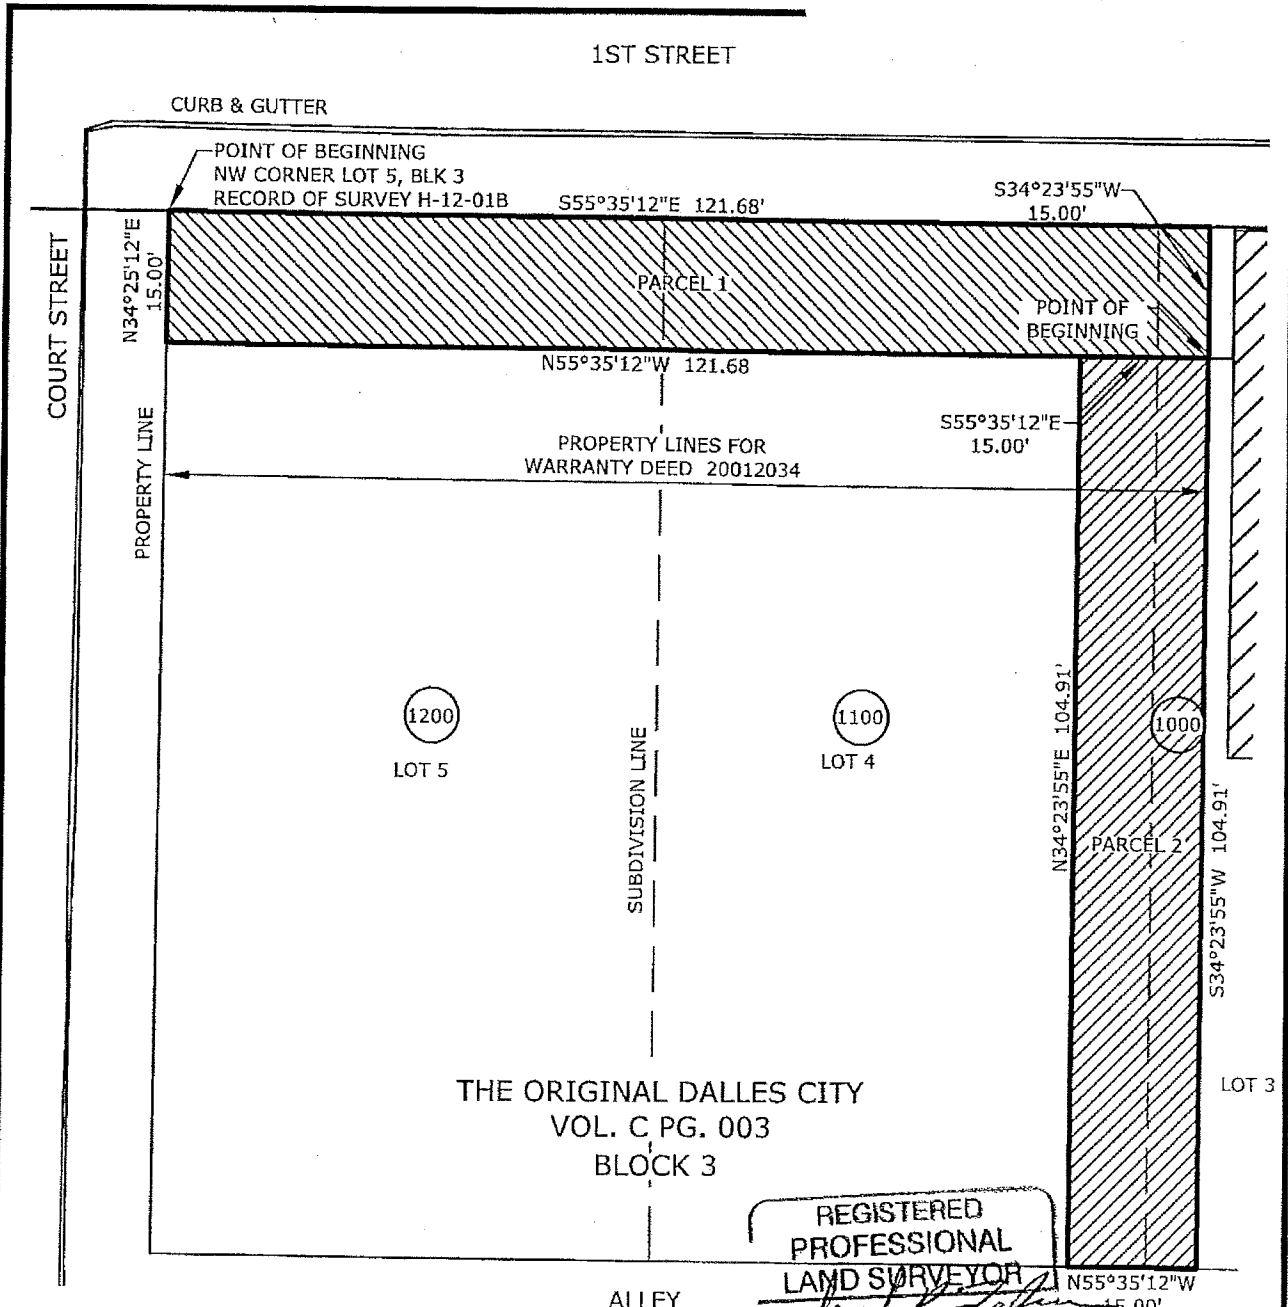 1ST STREET
CURB & GUTTER
POINT OF BEGINNING
NW CORNER LOT 5, BLK 3
RECORD OF SURVEY H-12-01B
S55°35'12"E 121.68'
S34°23'55"W
15.00'
COURT STREET
N34°25'12"E
15.00'
PARCEL 1
POINT OF
BEGINNING
N55°35'12"W 121.68
S55°35'12"E
15.00'
PROPERTY LINE
PROPERTY LINES FOR
WARRANTY DEED 20012034
1200
LOT 5
SUBDIVISION LINE
1100
LOT 4
N34°23'55"E 104.91'
1000
PARCEL 2
S34°23'55"W 104.91'
LOT 3
THE ORIGINAL DALLES CITY
VOL. C PG. 003
BLOCK 3
REGISTERED
PROFESSIONAL
LAND SURVEYOR
N55°35'12"W
15.00'
ALLEY